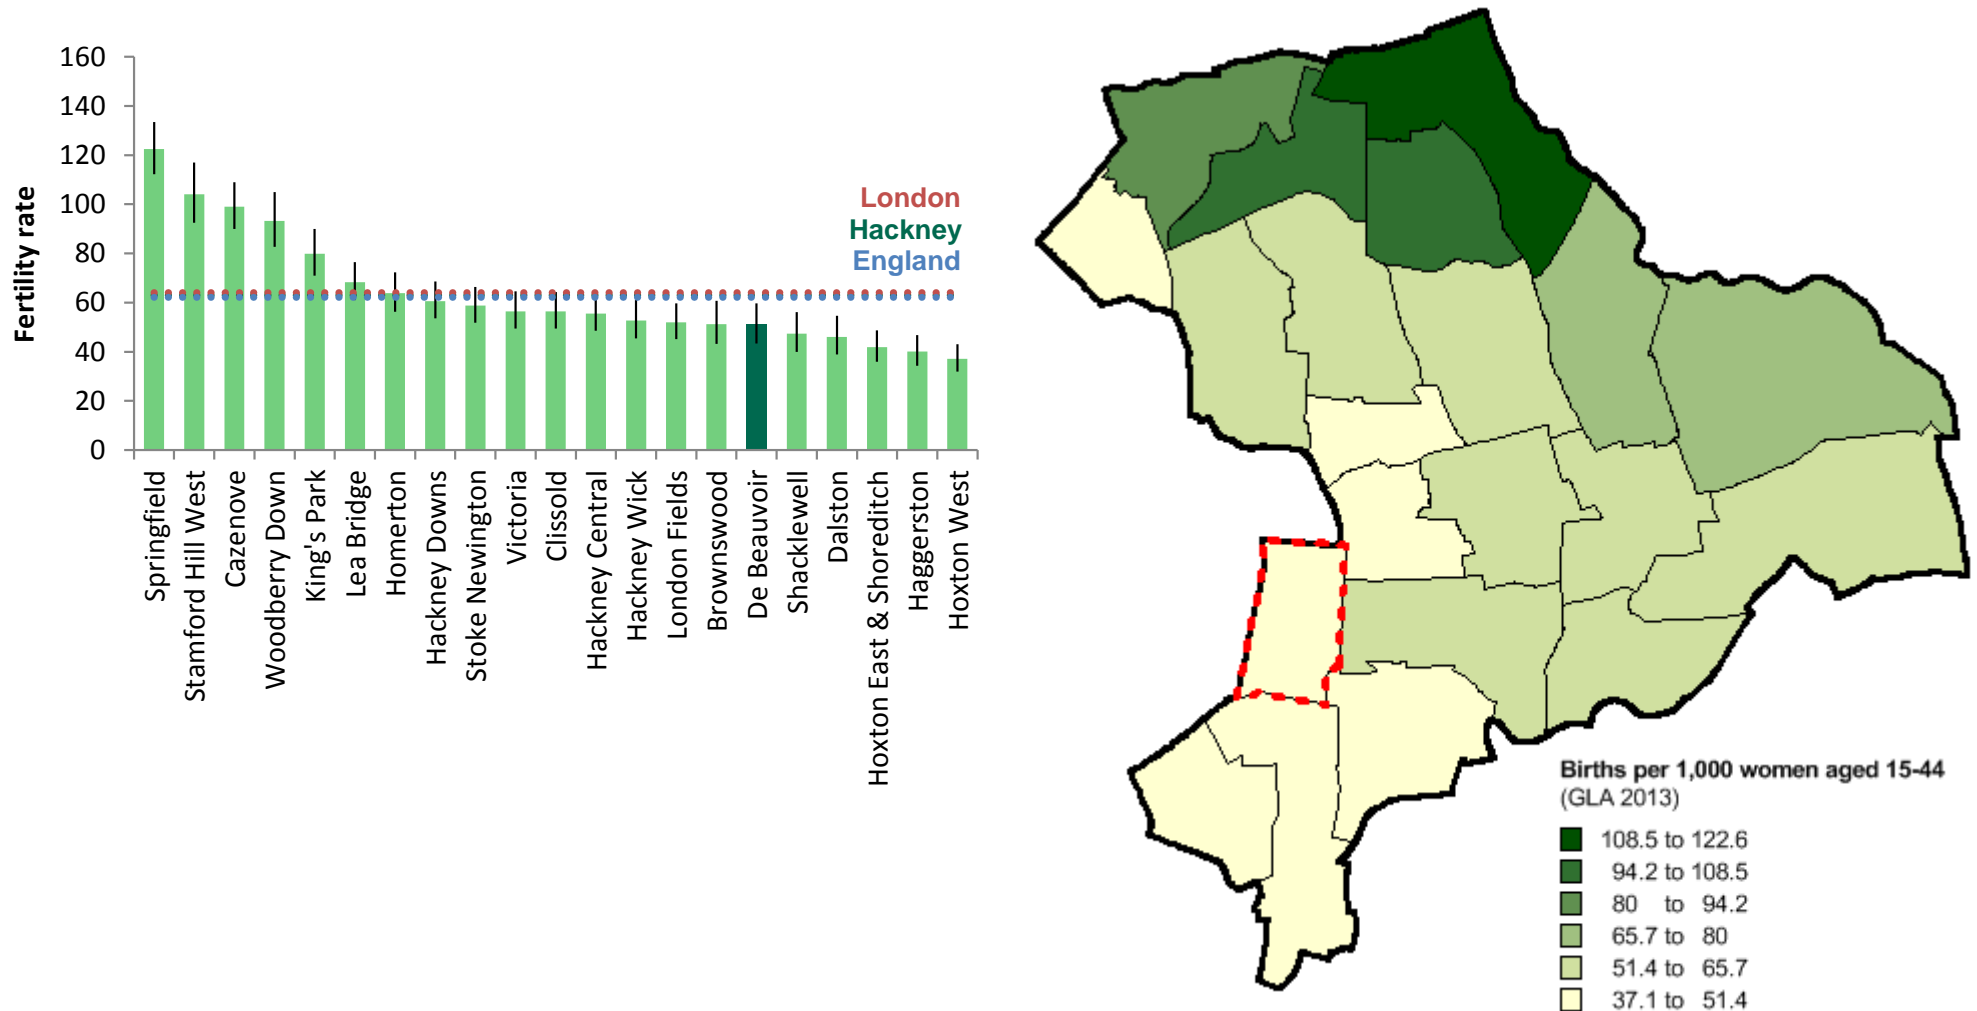 160
140
120
100
80
60
40
20
0
Fertility rate
London
Hackney
England
Springfield
Stamford Hill West
Cazenove
Woodberry Down
King's Park
Lea Bridge
Homerton
Hackney Downs
Stoke Newington
Victoria
Clissold
Hackney Central
Hackney Wick
London Fields
Brownswood
De Beauvoir
Shacklewell
Dalston
Hoxton East & Shoreditch
Haggerston
Hoxton West
Births per 1,000 women aged 15-44
(GLA 2013)
108.5 to 122.6
94.2 to 108.5
80 to 94.2
65.7 to 80
51.4 to 65.7
37.1 to 51.4